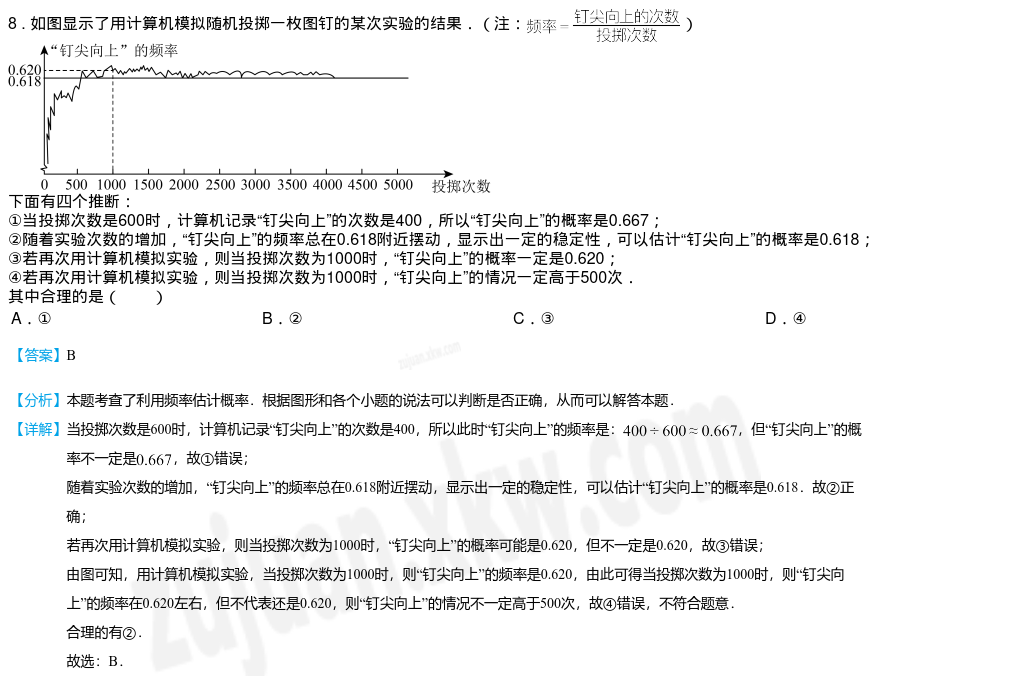 8．如图显示了用计算机模拟随机投掷一枚图钉的某次实验的结果．（注：频率=钉尖向上的次数/投掷次数）
“钉尖向上”的频率
0.620
0.618
0 500 1000 1500 2000 2500 3000 3500 4000 4500 5000 投掷次数
下面有四个推断：
①当投掷次数是600时，计算机记录“钉尖向上”的次数是400，所以“钉尖向上”的概率是0.667；
②随着实验次数的增加，“钉尖向上”的频率总在0.618附近摆动，显示出一定的稳定性，可以估计“钉尖向上”的概率是0.618；
③若再次用计算机模拟实验，则当投掷次数为1000时，“钉尖向上”的概率一定是0.620；
④若再次用计算机模拟实验，则当投掷次数为1000时，“钉尖向上”的情况一定高于500次．
其中合理的是（　　）
A．① B．② C．③ D．④
【答案】B
【分析】本题考查了利用频率估计概率．根据图形和各个小题的说法可以判断是否正确，从而可以解答本题．
【详解】当投掷次数是600时，计算机记录“钉尖向上”的次数是400，所以此时“钉尖向上”的频率是：400÷600≈0.667，但“钉尖向上”的概
率不一定是0.667，故①错误；
随着实验次数的增加，“钉尖向上”的频率总在0.618附近摆动，显示出一定的稳定性，可以估计“钉尖向上”的概率是0.618．故②正
确；
若再次用计算机模拟实验，则当投掷次数为1000时，“钉尖向上”的概率可能是0.620，但不一定是0.620，故③错误；
由图可知，用计算机模拟实验，当投掷次数为1000时，则“钉尖向上”的频率是0.620，由此可得当投掷次数为1000时，则“钉尖向
上”的频率在0.620左右，但不代表还是0.620，则“钉尖向上”的情况不一定高于500次，故④错误，不符合题意．
合理的有②．
故选：B．
zujuan.xkw.com
zujuan.xkw.com